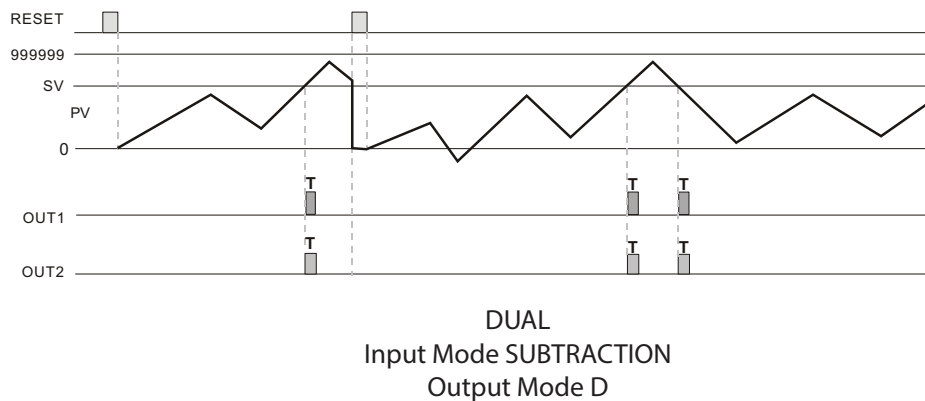 RESET
999999
SV
PV
0
T
T
T
OUT1
T
T
T
OUT2
DUAL
Input Mode SUBTRACTION
Output Mode D